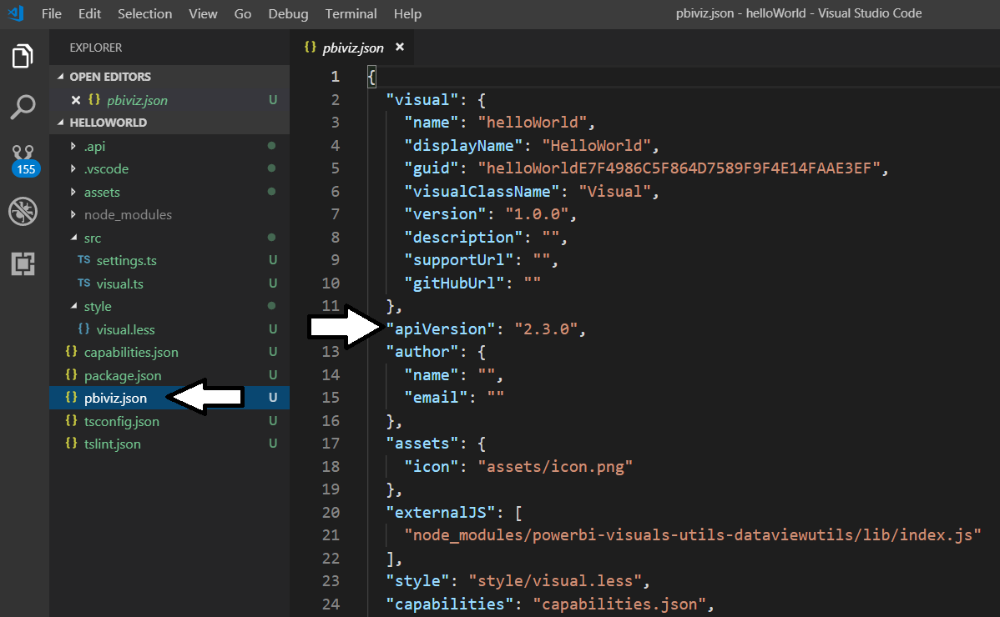 File Edit Selection View Go Debug Terminal Help pbiviz.json - helloWorld - Visual Studio Code
EXPLORER
OPEN EDITORS
{} pbiviz.json U
HELLOWORLD
.api
.vscode
assets
node_modules
src
TS settings.ts U
TS visual.ts U
style
{} visual.less U
{} capabilities.json U
{} package.json U
{} pbiviz.json U
{} tsconfig.json U
{} tslint.json U
155
{} pbiviz.json
1 {
2 "visual": {
3 "name": "helloWorld",
4 "displayName": "HelloWorld",
5 "guid": "helloWorldE7F4986C5F864D7589F9F4E14FAAE3EF",
6 "visualClassName": "Visual",
7 "version": "1.0.0",
8 "description": "",
9 "supportUrl": "",
10 "gitHubUrl": ""
11 },
"apiVersion": "2.3.0",
13 "author": {
14 "name": "",
15 "email": ""
16 },
17 "assets": {
18 "icon": "assets/icon.png"
19 },
20 "externalJS": [
21 "node_modules/powerbi-visuals-utils-dataviewutils/lib/index.js"
22 ],
23 "style": "style/visual.less",
24 "capabilities": "capabilities.json",